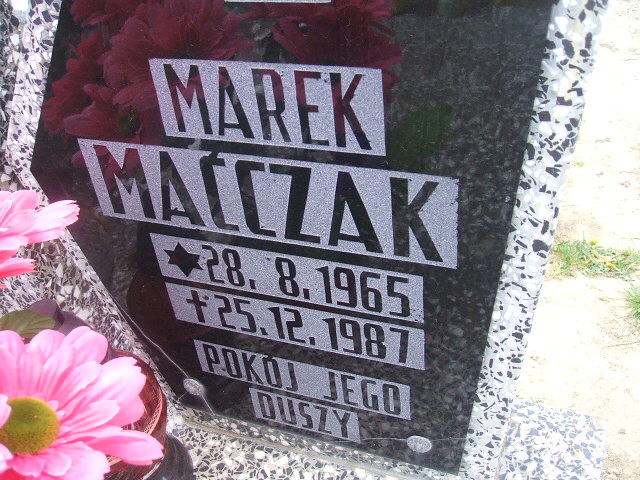 MAREK
MAĆCZAK
★ 28. 8. 1965
✝ 25. 12. 1987
POKÓJ JEGO
DUSZY